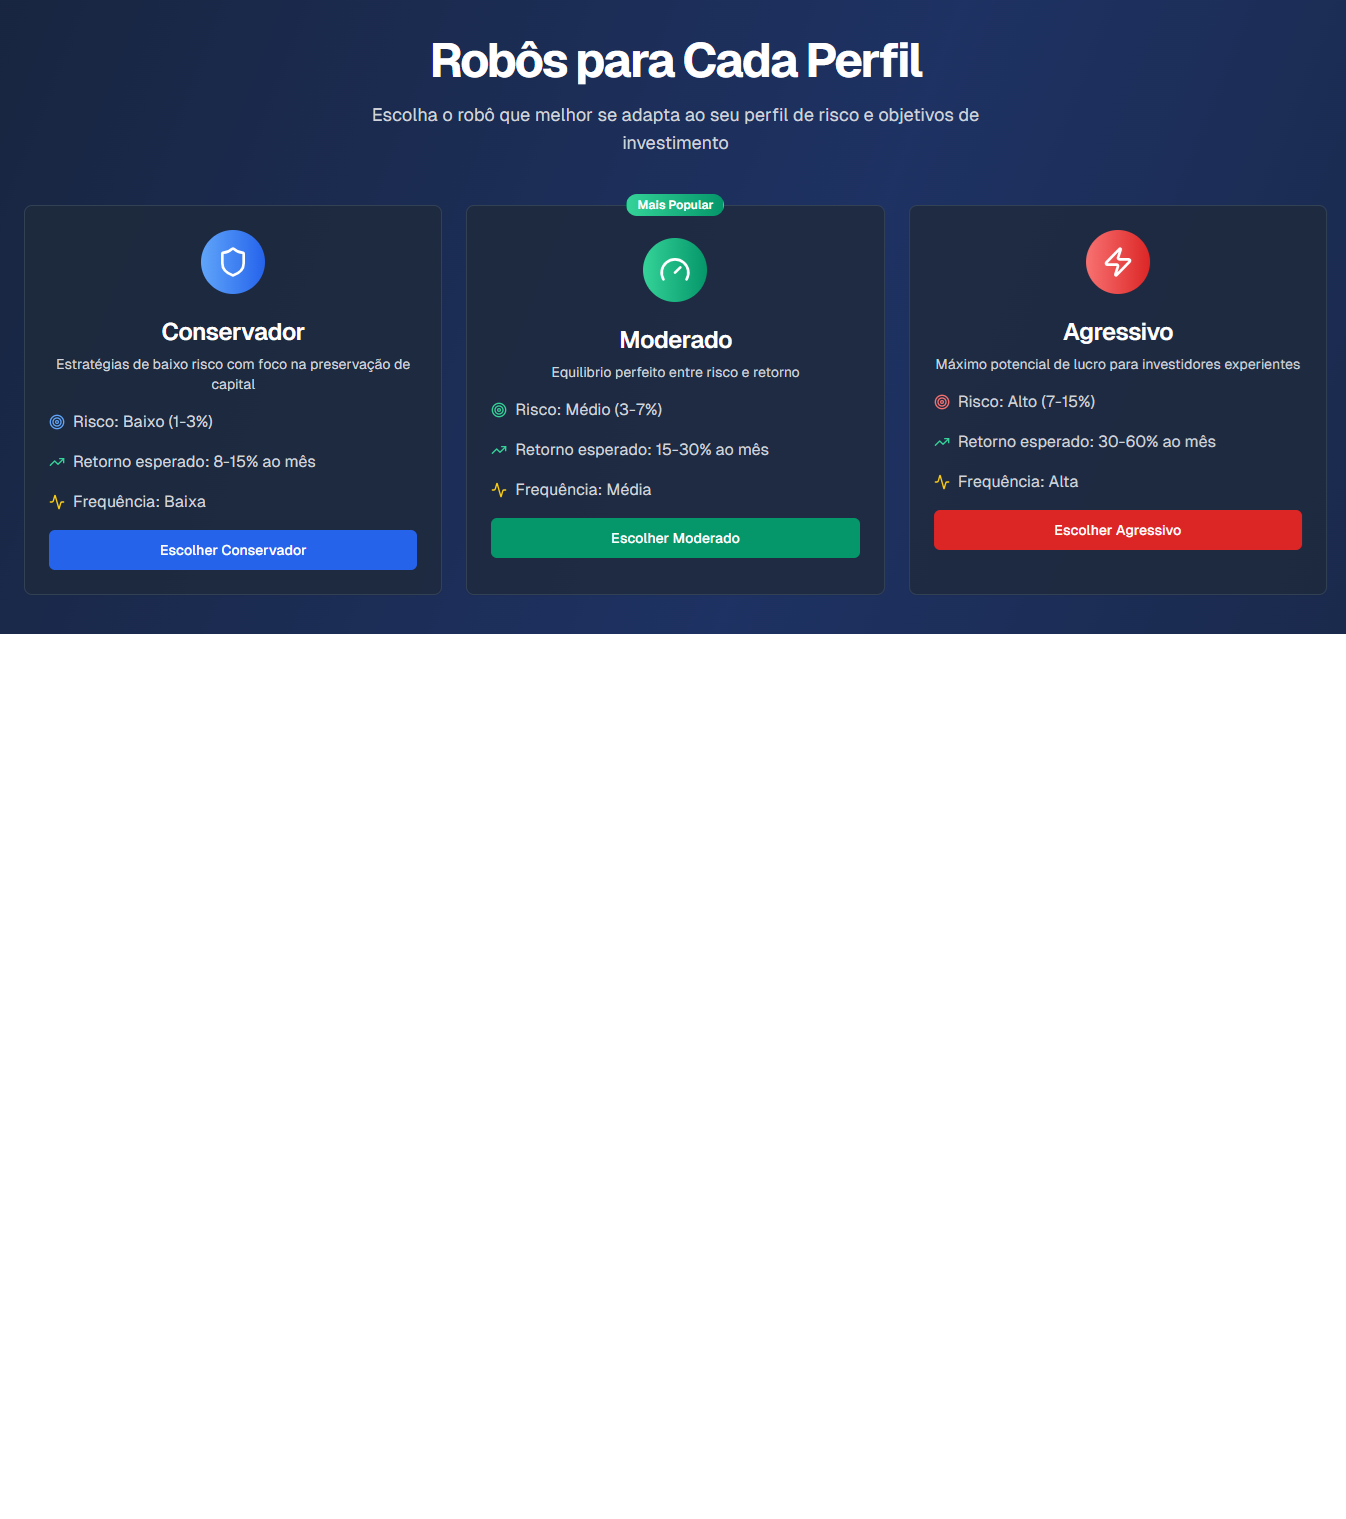 Robôs para Cada Perfil
Escolha o robô que melhor se adapta ao seu perfil de risco e objetivos de
investimento
Conservador
Estratégias de baixo risco com foco na preservação de
capital
Risco: Baixo (1-3%)
Retorno esperado: 8-15% ao mês
Frequência: Baixa
Escolher Conservador
Mais Popular
Moderado
Equilibrio perfeito entre risco e retorno
Risco: Médio (3-7%)
Retorno esperado: 15-30% ao mês
Frequência: Média
Escolher Moderado
Agressivo
Máximo potencial de lucro para investidores experientes
Risco: Alto (7-15%)
Retorno esperado: 30-60% ao mês
Frequência: Alta
Escolher Agressivo